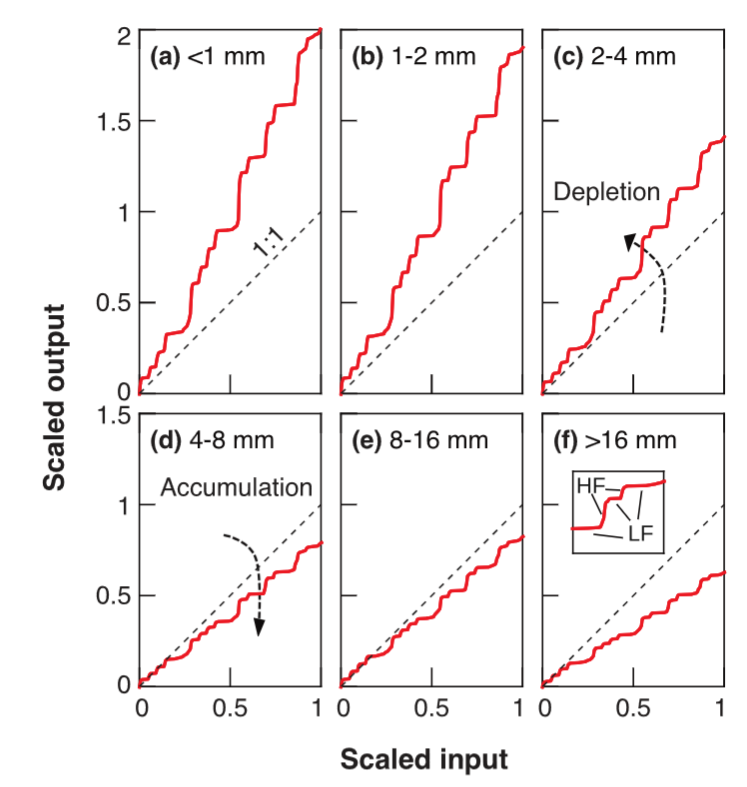 (a) <1 mm
(b) 1-2 mm
(c) 2-4 mm
2
1.5
1
0.5
0
1:1
Depletion
Scaled output
(d) 4-8 mm
(e) 8-16 mm
(f) >16 mm
Accumulation
HF
LF
1.5
1
0.5
0
0 0.5 1
0 0.5 1
0 0.5 1
Scaled input